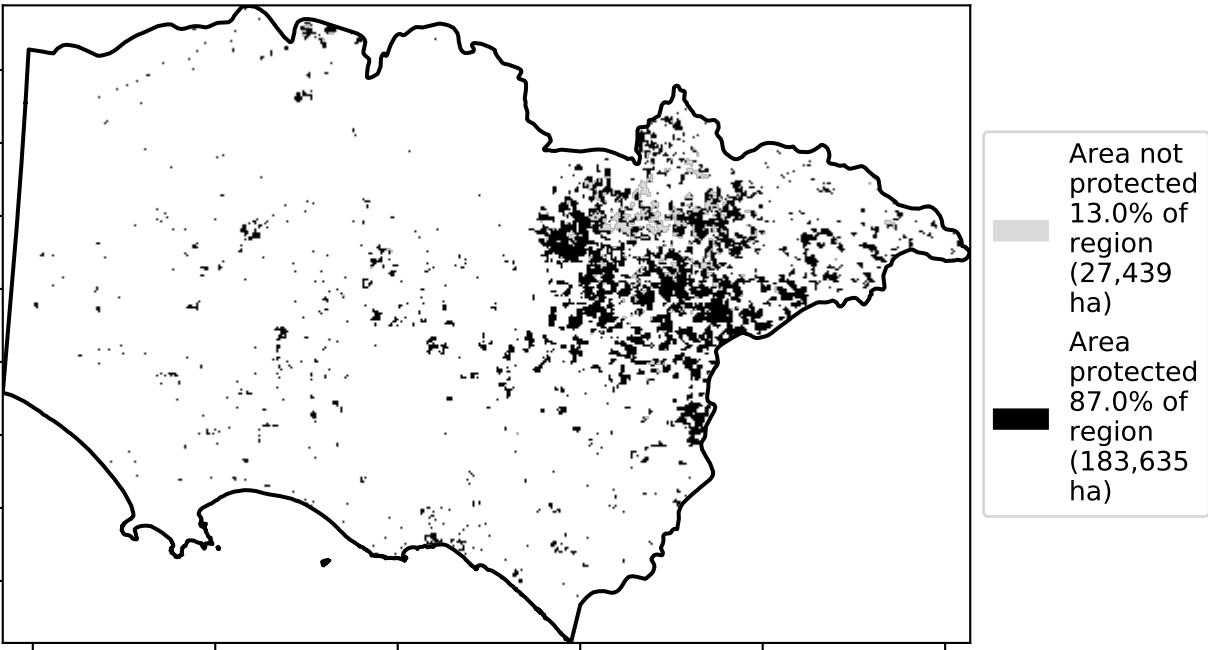 Area not
protected
13.0% of
region
(27,439
ha)
Area
protected
87.0% of
region
(183,635
ha)